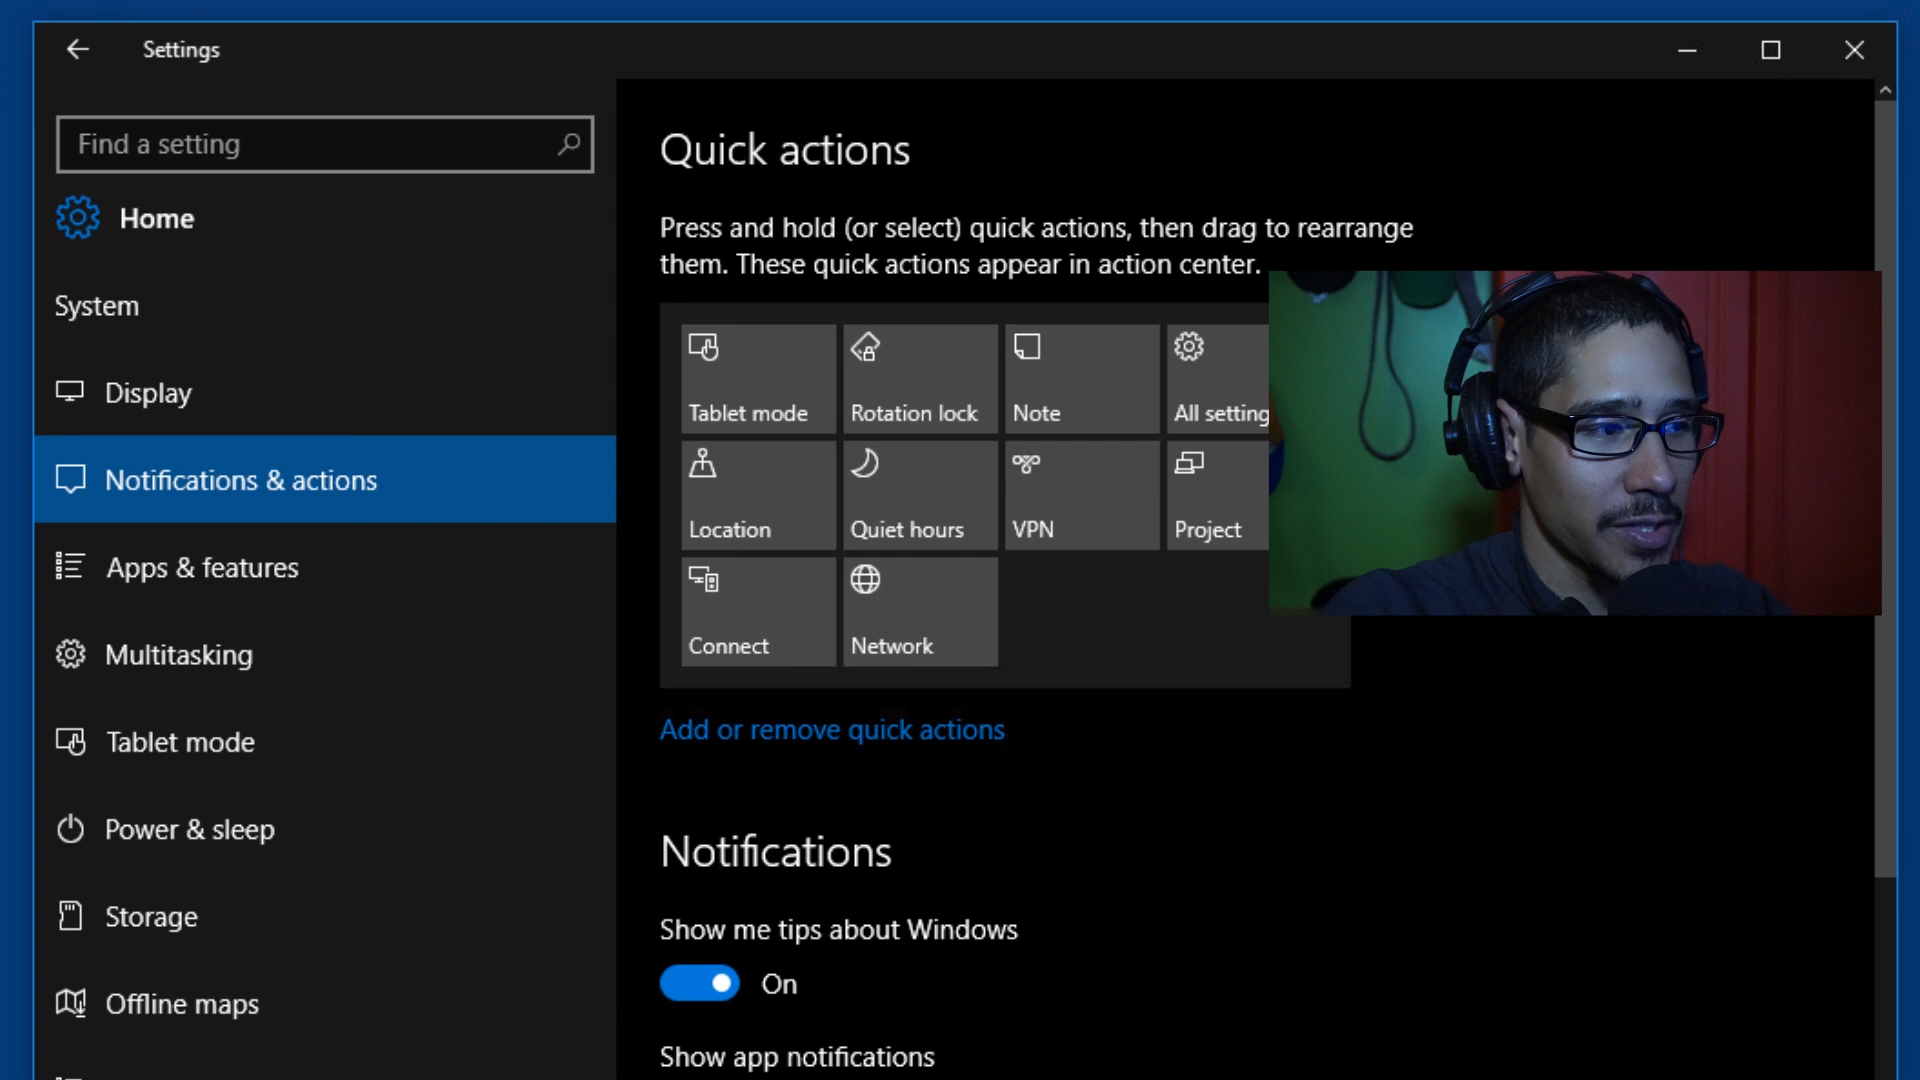 Settings
Find a setting
Home
System
Display
Notifications & actions
Apps & features
Multitasking
Tablet mode
Power & sleep
Storage
Offline maps
Quick actions
Press and hold (or select) quick actions, then drag to rearrange
them. These quick actions appear in action center.
Tablet mode
Rotation lock
Note
All setting
Location
Quiet hours
VPN
Project
Connect
Network
Add or remove quick actions
Notifications
Show me tips about Windows
On
Show app notifications